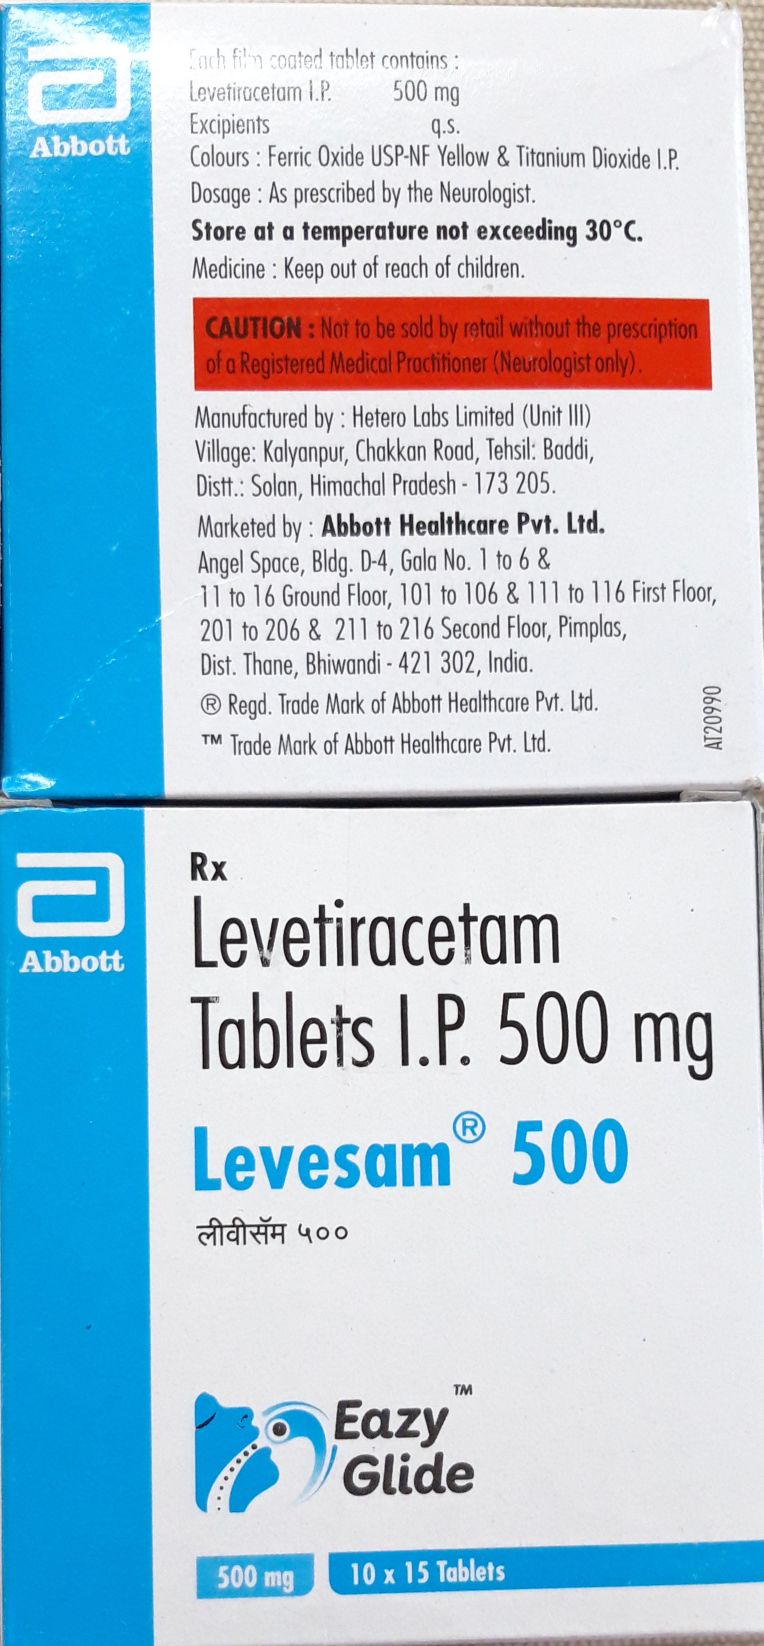 Abbott
Each film coated tablet contains :
Levetiracetam I.P. 500 mg
Excipients q.s.
Colours : Ferric Oxide USP-NF Yellow & Titanium Dioxide I.P.
Dosage : As prescribed by the Neurologist.
Store at a temperature not exceeding 30°C.
Medicine : Keep out of reach of children.
CAUTION : Not to be sold by retail without the prescription
of a Registered Medical Practitioner (Neurologist only).
Manufactured by : Hetero Labs Limited (Unit III)
Village: Kalyanpur, Chakkan Road, Tehsil: Baddi,
Distt.: Solan, Himachal Pradesh - 173 205.
Marketed by : Abbott Healthcare Pvt. Ltd.
Angel Space, Bldg. D-4, Gala No. 1 to 6 &
11 to 16 Ground Floor, 101 to 106 & 111 to 116 First Floor,
201 to 206 & 211 to 216 Second Floor, Pimplas,
Dist. Thane, Bhiwandi - 421 302, India.
® Regd. Trade Mark of Abbott Healthcare Pvt. Ltd.
™ Trade Mark of Abbott Healthcare Pvt. Ltd.
AT20990
Abbott
Rx
Levetiracetam
Tablets I.P. 500 mg
Levesam® 500
लीवीसॅम ५००
Eazy™
Glide
500 mg 10 x 15 Tablets